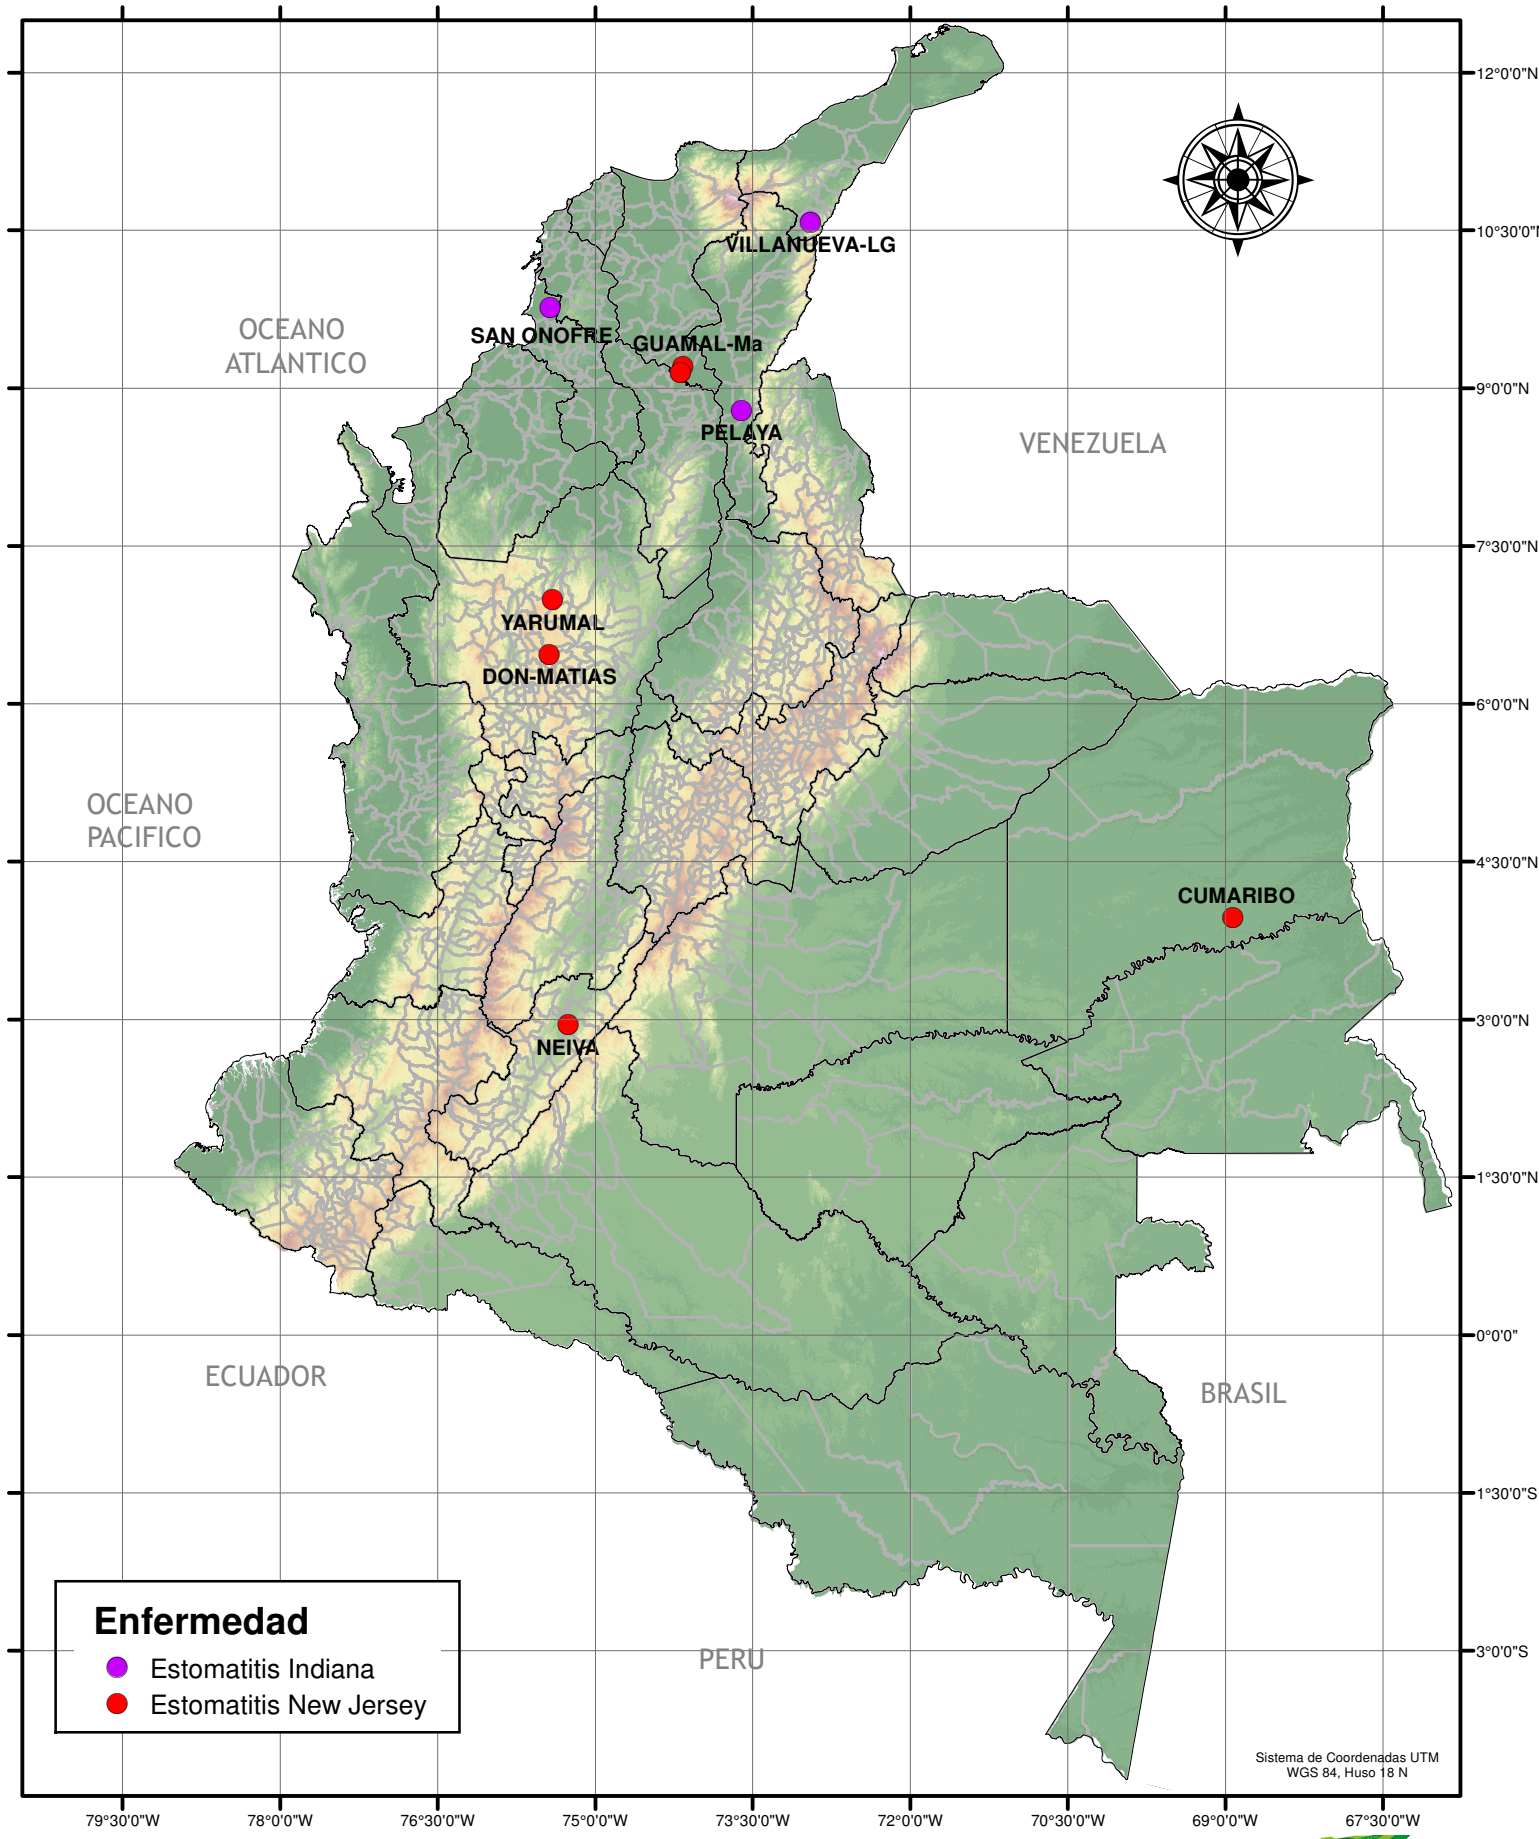 12°0'0"N
10°30'0"N
VILLANUEVA-LG
OCEANO
ATLANTICO
SAN ONOFRE
GUAMAL-Ma
9°0'0"N
PELAYA
VENEZUELA
7°30'0"N
YARUMAL
DON-MATIAS
6°0'0"N
OCEANO
PACIFICO
4°30'0"N
CUMARIBO
3°0'0"N
NEIVA
1°30'0"N
0°0'0"
ECUADOR
BRASIL
1°30'0"S
Enfermedad
Estomatitis Indiana
Estomatitis New Jersey
PERU
3°0'0"S
Sistema de Coordenadas UTM
WGS 84, Huso 18 N
79°30'0"W 78°0'0"W 76°30'0"W 75°0'0"W 73°30'0"W 72°0'0"W 70°30'0"W 69°0'0"W 67°30'0"W